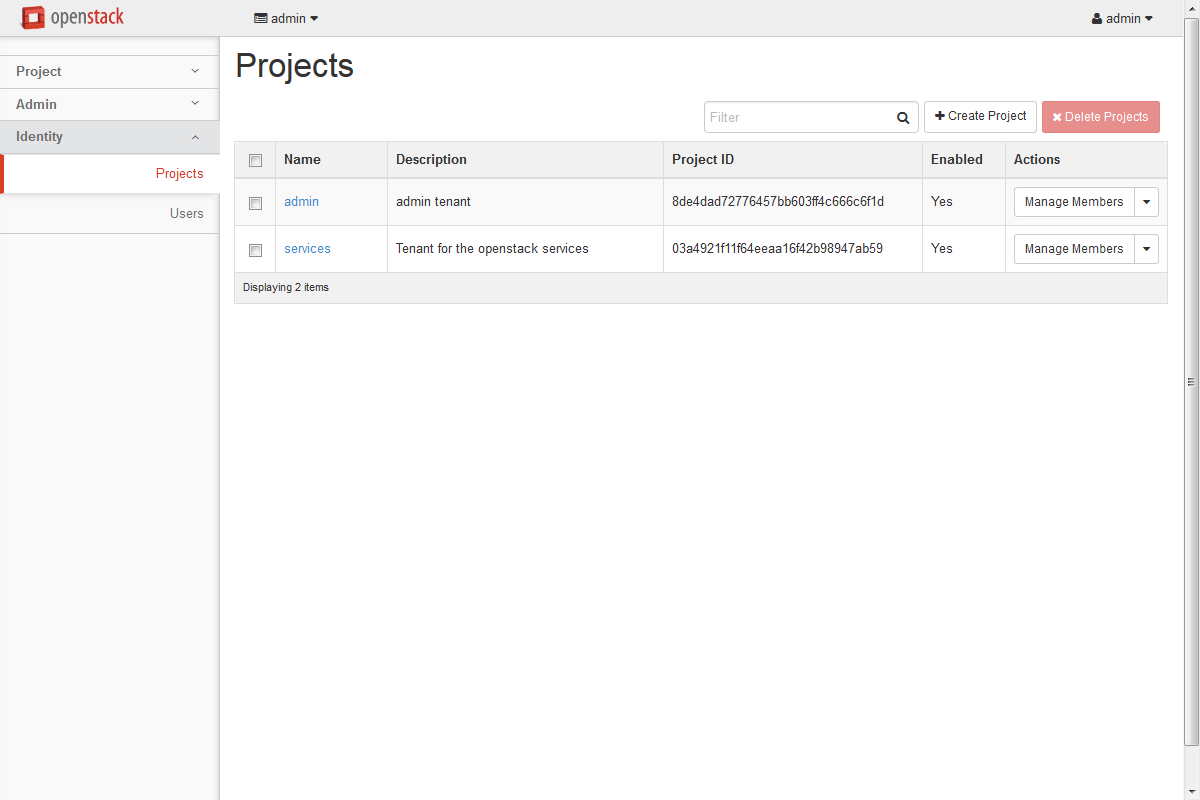 openstack
admin
admin
Project
Admin
Identity
Projects
Users
Projects
Filter
Create Project
Delete Projects
Name Description Project ID Enabled Actions
admin admin tenant 8de4dad72776457bb603ff4c666c6f1d Yes Manage Members
services Tenant for the openstack services 03a4921f11f64eeaa16f42b98947ab59 Yes Manage Members
Displaying 2 items